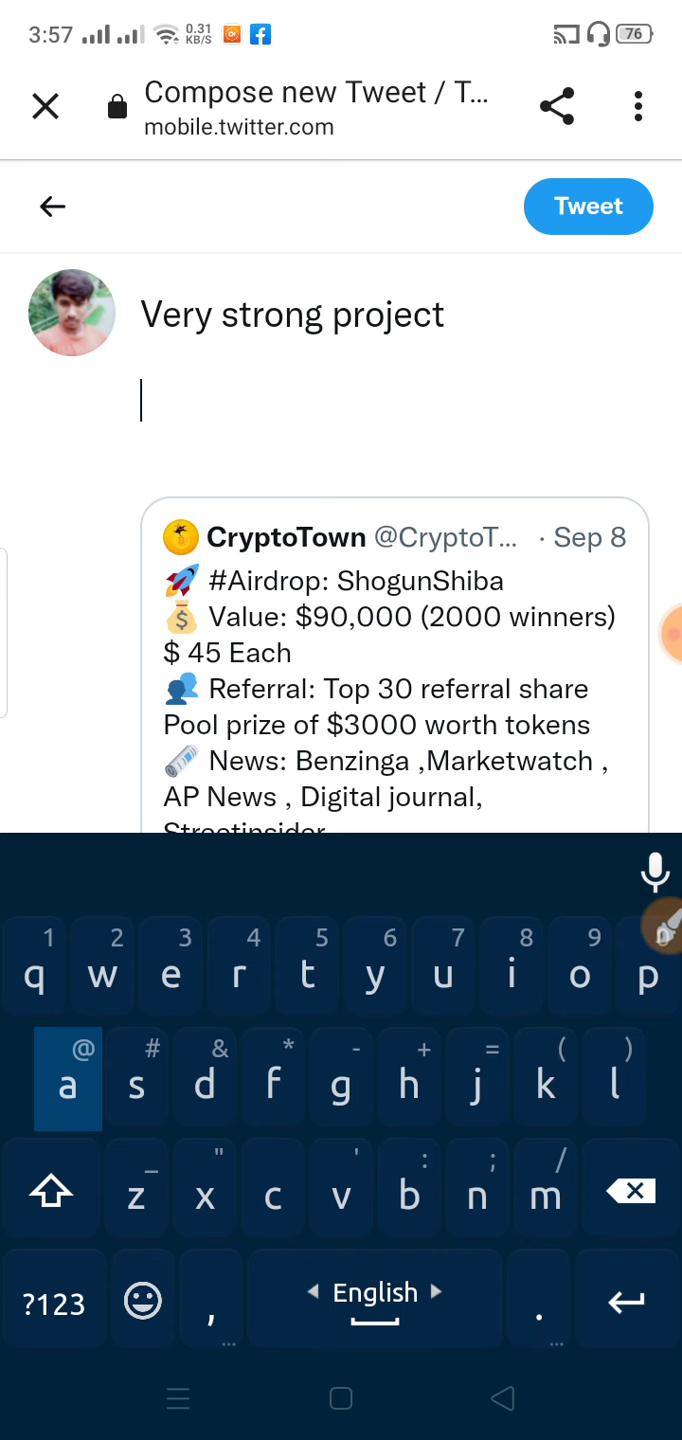 3:57 0.31 KB/S 76
Compose new Tweet / T...
mobile.twitter.com
Tweet
Very strong project
CryptoTown @CryptoT... · Sep 8
🚀 #Airdrop: ShogunShiba
💰 Value: $90,000 (2000 winners)
$ 45 Each
👥 Referral: Top 30 referral share
Pool prize of $3000 worth tokens
🗞 News: Benzinga ,Marketwatch ,
AP News , Digital journal,
Streetinsider
1 2 3 4 5 6 7 8 9 0
q w e r t y u i o p
@ # & * - + = ( )
a s d f g h j k l
_ " ' : ; /
z x c v b n m
?123 , English .